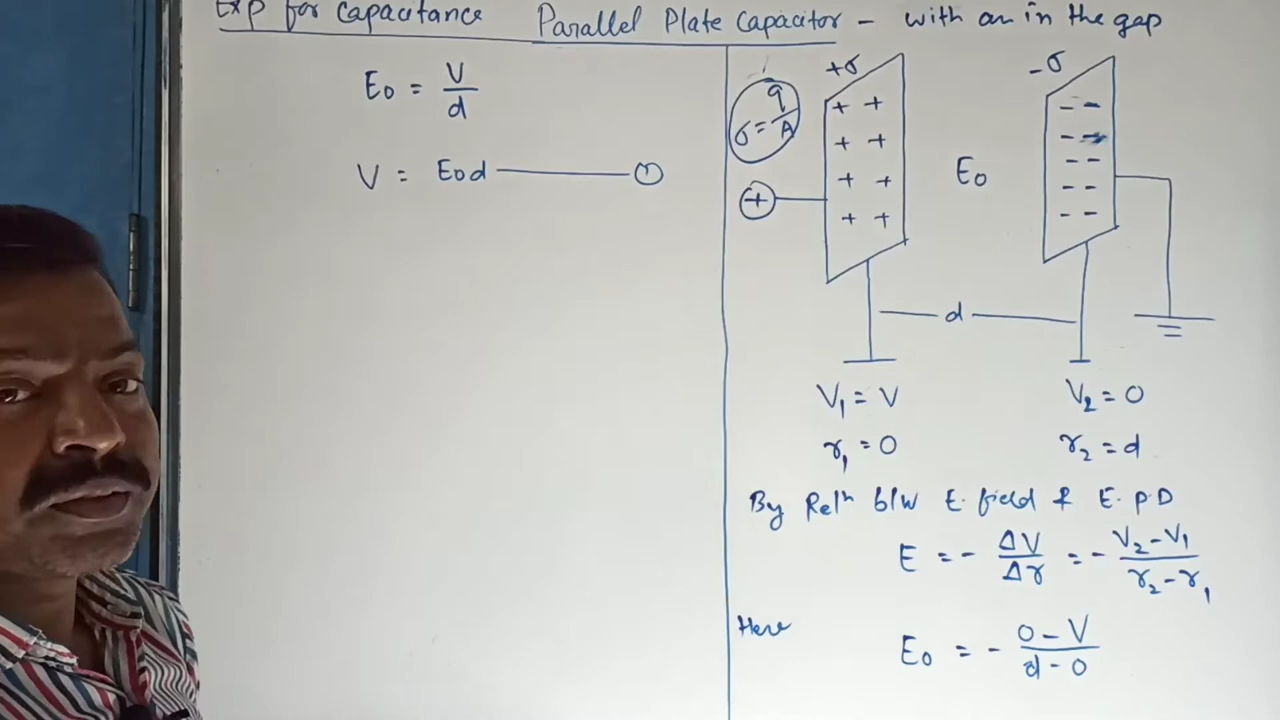 Exp for Capacitance Parallel Plate Capacitor - with an in the gap
E₀ = V/d
V = E₀d ——— ①
σ = q/A
+σ
-σ
+ +
+ +
+ +
+ +
- -
- -
- -
- -
- -
+
E₀
d
V₁ = V
V₂ = 0
r₁ = 0
r₂ = d
By Relⁿ b/w E. field & E. P.D
E = - ΔV/Δr = - V₂-V₁/r₂-r₁
Here
E₀ = - 0-V/d-0